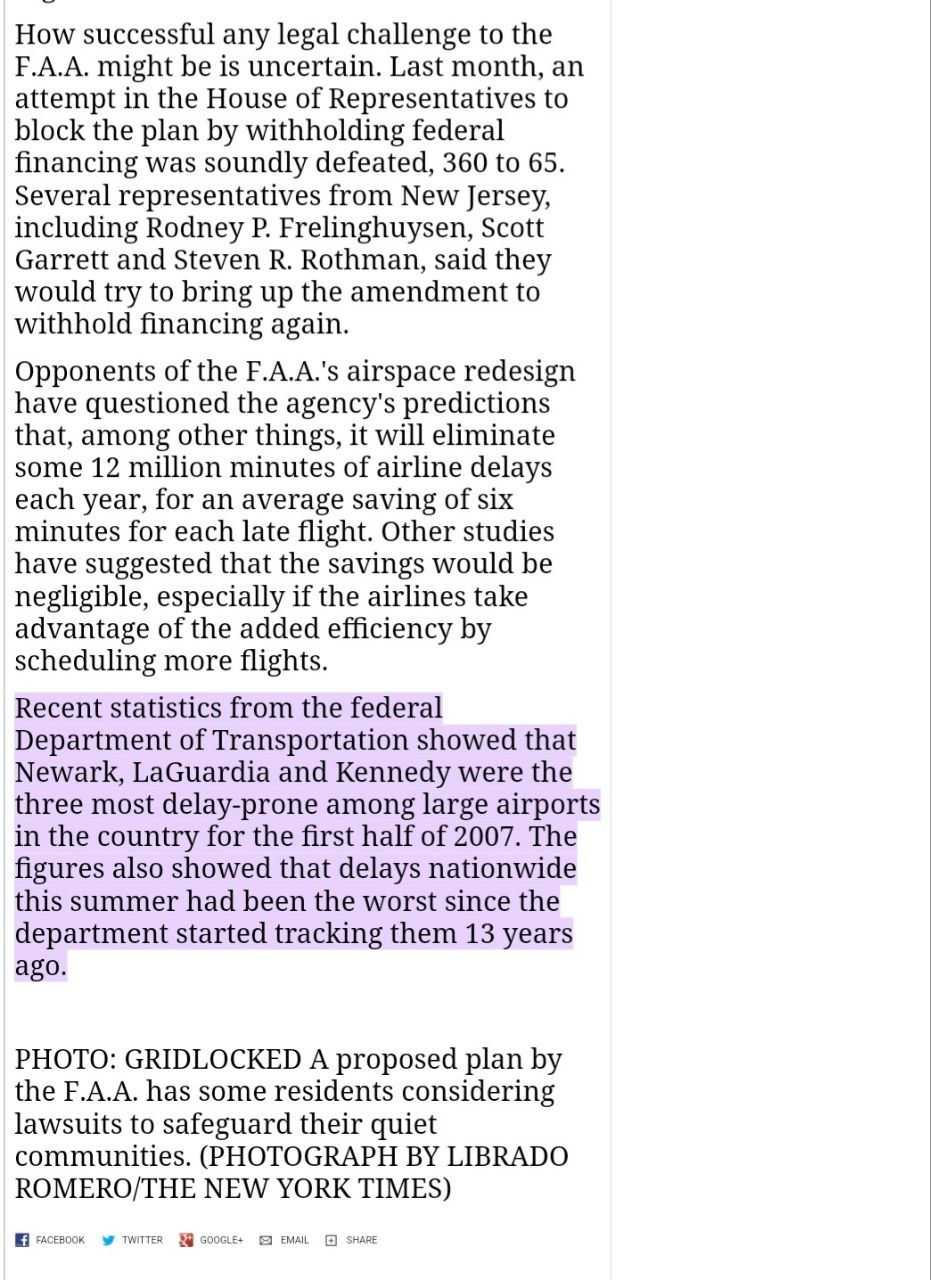 How successful any legal challenge to the
F.A.A. might be is uncertain. Last month, an
attempt in the House of Representatives to
block the plan by withholding federal
financing was soundly defeated, 360 to 65.
Several representatives from New Jersey,
including Rodney P. Frelinghuysen, Scott
Garrett and Steven R. Rothman, said they
would try to bring up the amendment to
withhold financing again.
Opponents of the F.A.A.'s airspace redesign
have questioned the agency's predictions
that, among other things, it will eliminate
some 12 million minutes of airline delays
each year, for an average saving of six
minutes for each late flight. Other studies
have suggested that the savings would be
negligible, especially if the airlines take
advantage of the added efficiency by
scheduling more flights.
Recent statistics from the federal
Department of Transportation showed that
Newark, LaGuardia and Kennedy were the
three most delay-prone among large airports
in the country for the first half of 2007. The
figures also showed that delays nationwide
this summer had been the worst since the
department started tracking them 13 years
ago.
PHOTO: GRIDLOCKED A proposed plan by
the F.A.A. has some residents considering
lawsuits to safeguard their quiet
communities. (PHOTOGRAPH BY LIBRADO
ROMERO/THE NEW YORK TIMES)
FACEBOOK TWITTER GOOGLE+ EMAIL SHARE